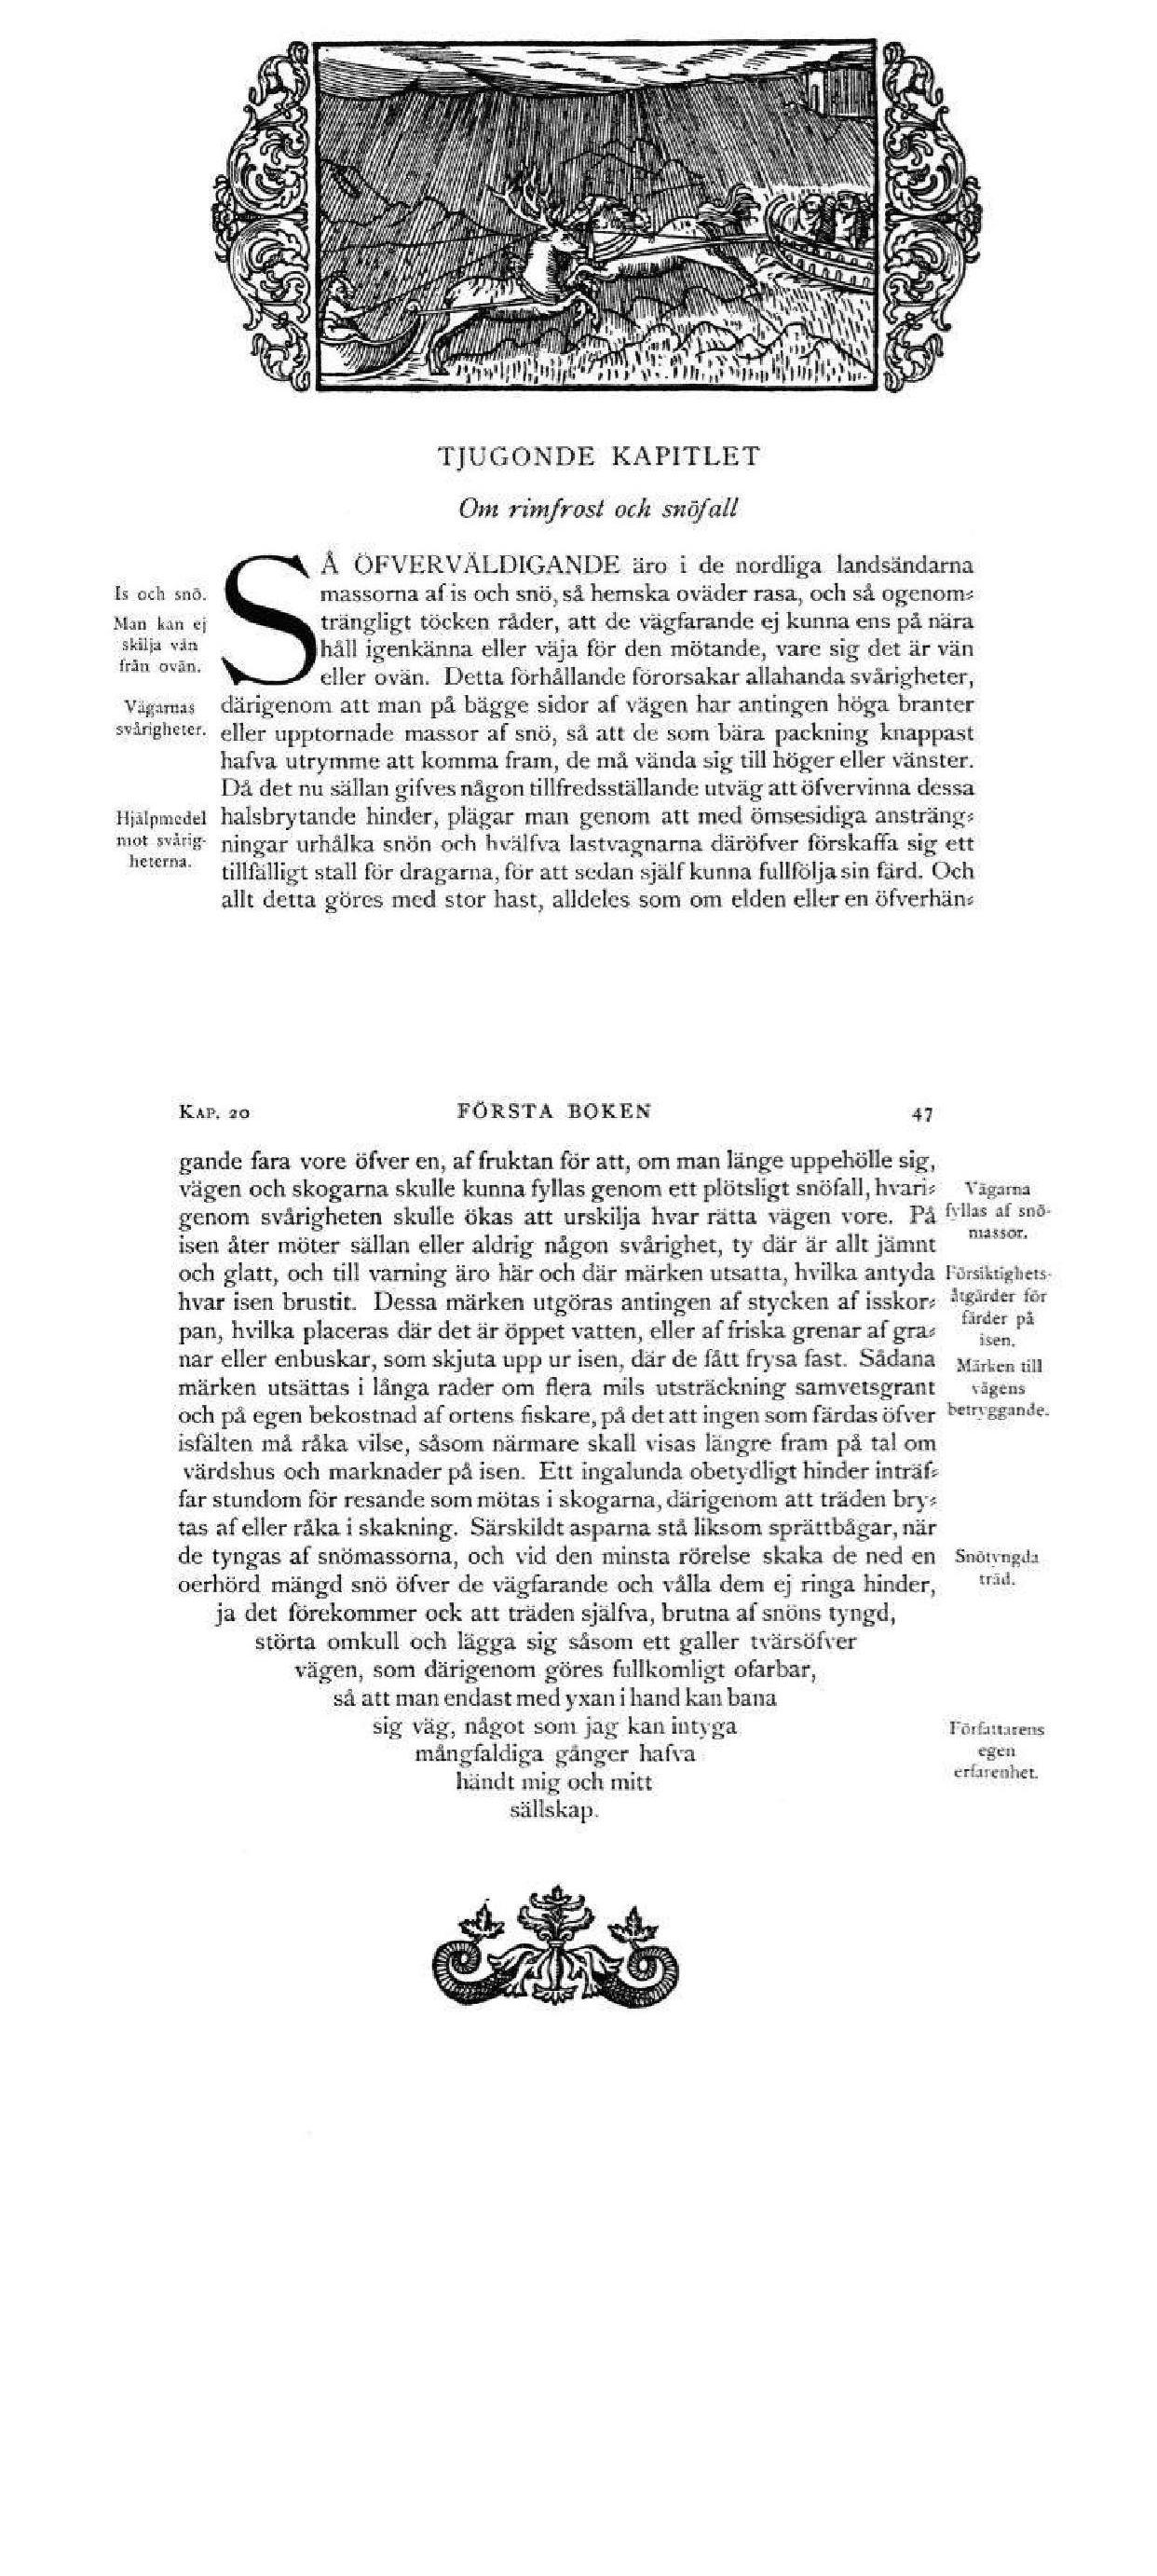 TJUGONDE KAPITLET
Om rimfrost och snöfall
SÅ ÖFVERVÄLDIGANDE äro i de nordliga landsändarna
Is och snö.
massorna af is och snö, så hemska oväder rasa, och så ogenom⸗
Man kan ej
skilja vän
från ovän.
trängligt töcken råder, att de vägfarande ej kunna ens på nära
håll igenkänna eller väja för den mötande, vare sig det är vän
eller ovän. Detta förhållande förorsakar allahanda svårigheter,
Vägarnas
svårigheter.
därigenom att man på bägge sidor af vägen har antingen höga branter
eller upptornade massor af snö, så att de som bära packning knappast
hafva utrymme att komma fram, de må vända sig till höger eller vänster.
Då det nu sällan gifves någon tillfredsställande utväg att öfvervinna dessa
Hjälpmedel
mot svårig-
heterna.
halsbrytande hinder, plägar man genom att med ömsesidiga ansträng⸗
ningar urhålka snön och hvälfva lastvagnarna däröfver förskaffa sig ett
tillfälligt stall för dragarna, för att sedan själf kunna fullfölja sin färd. Och
allt detta göres med stor hast, alldeles som om elden eller en öfverhän⸗
KAP. 20
FÖRSTA BOKEN
47
gande fara vore öfver en, af fruktan för att, om man länge uppehölle sig,
vägen och skogarna skulle kunna fyllas genom ett plötsligt snöfall, hvari⸗
Vägarna
fyllas af snö-
massor.
genom svårigheten skulle ökas att urskilja hvar rätta vägen vore. På
isen åter möter sällan eller aldrig någon svårighet, ty där är allt jämnt
och glatt, och till varning äro här och där märken utsatta, hvilka antyda
Försiktighets-
åtgärder för
färder på
isen.
hvar isen brustit. Dessa märken utgöras antingen af stycken af isskor⸗
pan, hvilka placeras där det är öppet vatten, eller af friska grenar af gra⸗
nar eller enbuskar, som skjuta upp ur isen, där de fått frysa fast. Sådana
Märken till
vägens
betryggande.
märken utsättas i långa rader om flera mils utsträckning samvetsgrant
och på egen bekostnad af ortens fiskare, på det att ingen som färdas öfver
isfälten må råka vilse, såsom närmare skall visas längre fram på tal om
värdshus och marknader på isen. Ett ingalunda obetydligt hinder inträf⸗
far stundom för resande som mötas i skogarna, därigenom att träden bry⸗
tas af eller råka i skakning. Särskildt asparna stå liksom sprättbågar, när
de tyngas af snömassorna, och vid den minsta rörelse skaka de ned en
Snötyngda
träd.
oerhörd mängd snö öfver de vägfarande och vålla dem ej ringa hinder,
ja det förekommer ock att träden själfva, brutna af snöns tyngd,
störta omkull och lägga sig såsom ett galler tvärsöfver
vägen, som därigenom göres fullkomligt ofarbar,
så att man endast med yxan i hand kan bana
sig väg, något som jag kan intyga
Författarens
egen
erfarenhet.
mångfaldiga gånger hafva
händt mig och mitt
sällskap.